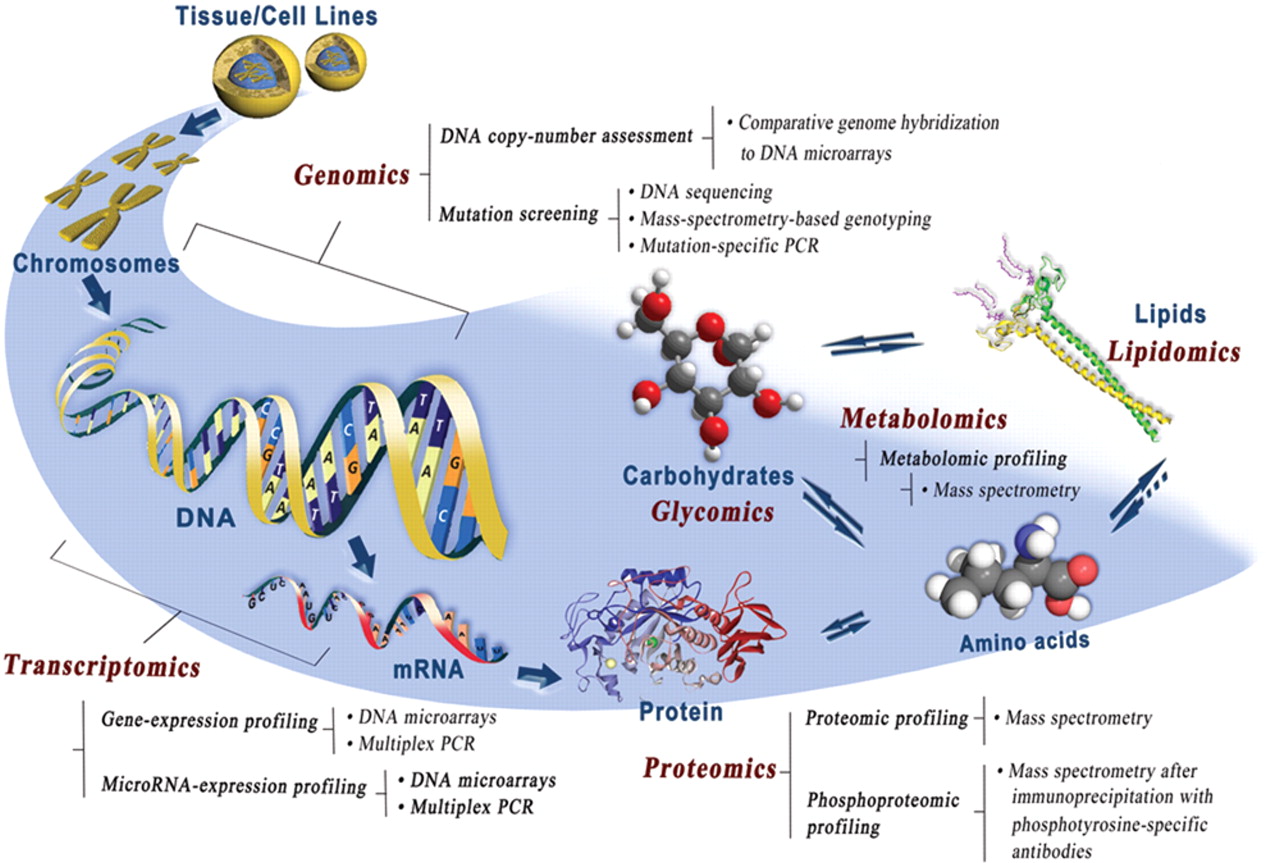 Tissue/Cell Lines
Genomics
DNA copy-number assessment
• Comparative genome hybridization
to DNA microarrays
Mutation screening
• DNA sequencing
• Mass-spectrometry-based genotyping
• Mutation-specific PCR
Chromosomes
Lipids
Lipidomics
Carbohydrates
Glycomics
Metabolomics
Metabolomic profiling
• Mass spectrometry
DNA
Amino acids
mRNA
Protein
Transcriptomics
Gene-expression profiling
• DNA microarrays
• Multiplex PCR
MicroRNA-expression profiling
• DNA microarrays
• Multiplex PCR
Proteomics
Proteomic profiling
• Mass spectrometry
Phosphoproteomic
profiling
• Mass spectrometry after
immunoprecipitation with
phosphotyrosine-specific
antibodies